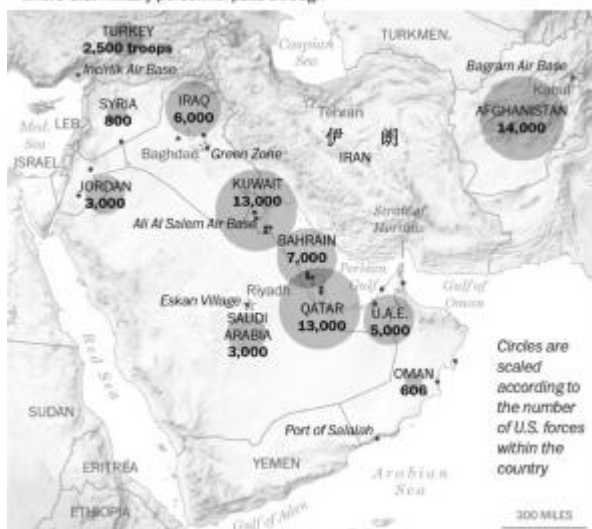 TURKEY
2,500 troops
Incirlik Air Base
Caspian
Sea
TURKMEN.
Bagram Air Base
Kabul
AFGHANISTAN
14,000
SYRIA
800
IRAQ
6,000
LEB.
Med.
Sea
ISRAEL
Baghdad
Green Zone
Tehran
伊 朗
IRAN
JORDAN
3,000
KUWAIT
13,000
Ali Al Salem Air Base
Strait of
Hormuz
BAHRAIN
7,000
Persian
Gulf
Gulf of
Oman
Eskan Village
Riyadh
QATAR
13,000
U.A.E.
5,000
SAUDI
ARABIA
3,000
Red Sea
OMAN
606
Circles are
scaled
according to
the number
of U.S. forces
within the
country
SUDAN
Port of Salalah
YEMEN
ERITREA
Arabian
Sea
ETHIOPIA
Gulf of Aden
300 MILES